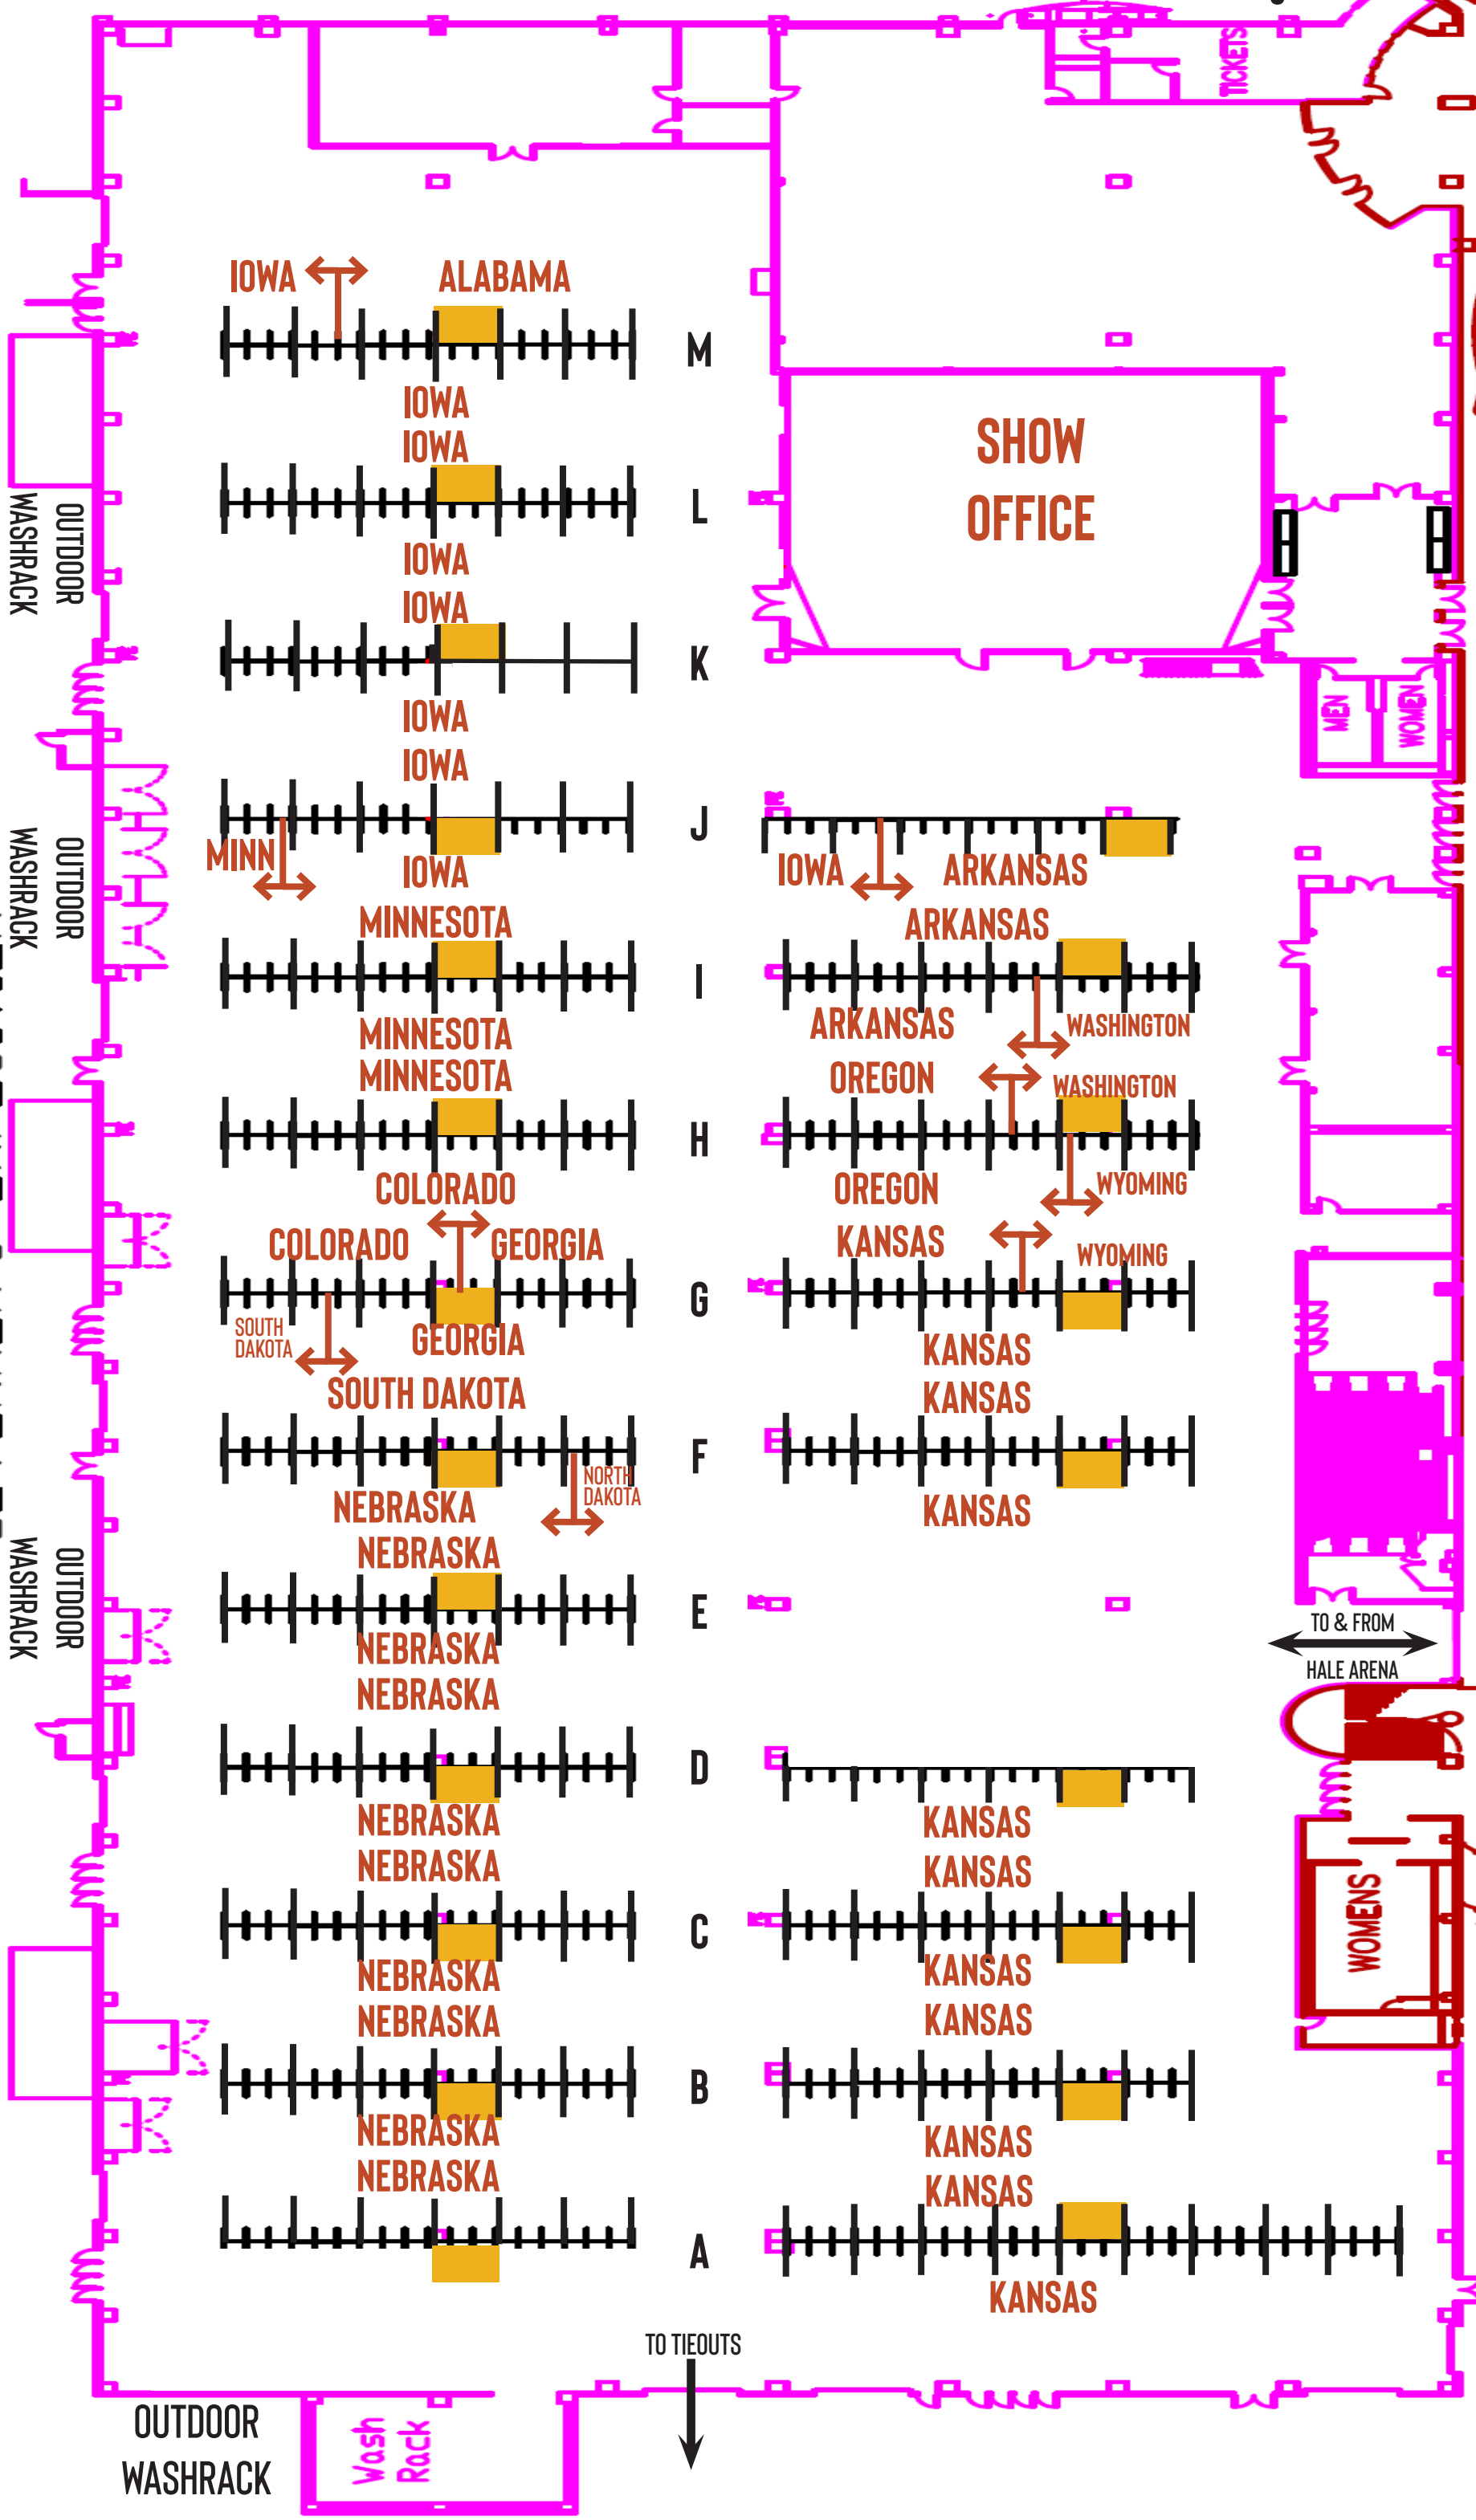 TICKETS
IOWA
ALABAMA
M
IOWA
IOWA
SHOW
OFFICE
L
OUTDOOR
WASHRACK
IOWA
IOWA
K
MEN
WOMEN
IOWA
IOWA
J
MINN
IOWA
IOWA
ARKANSAS
OUTDOOR
WASHRACK
MINNESOTA
ARKANSAS
I
MINNESOTA
ARKANSAS
WASHINGTON
MINNESOTA
OREGON
WASHINGTON
H
COLORADO
OREGON
WYOMING
COLORADO
GEORGIA
KANSAS
WYOMING
G
SOUTH
DAKOTA
GEORGIA
KANSAS
SOUTH DAKOTA
KANSAS
F
NORTH
DAKOTA
NEBRASKA
KANSAS
NEBRASKA
E
OUTDOOR
WASHRACK
NEBRASKA
TO & FROM
HALE ARENA
NEBRASKA
D
NEBRASKA
KANSAS
NEBRASKA
KANSAS
C
WOMENS
NEBRASKA
KANSAS
NEBRASKA
KANSAS
B
NEBRASKA
KANSAS
NEBRASKA
KANSAS
A
KANSAS
TO TIEOUTS
OUTDOOR
WASHRACK
Wash
Rack